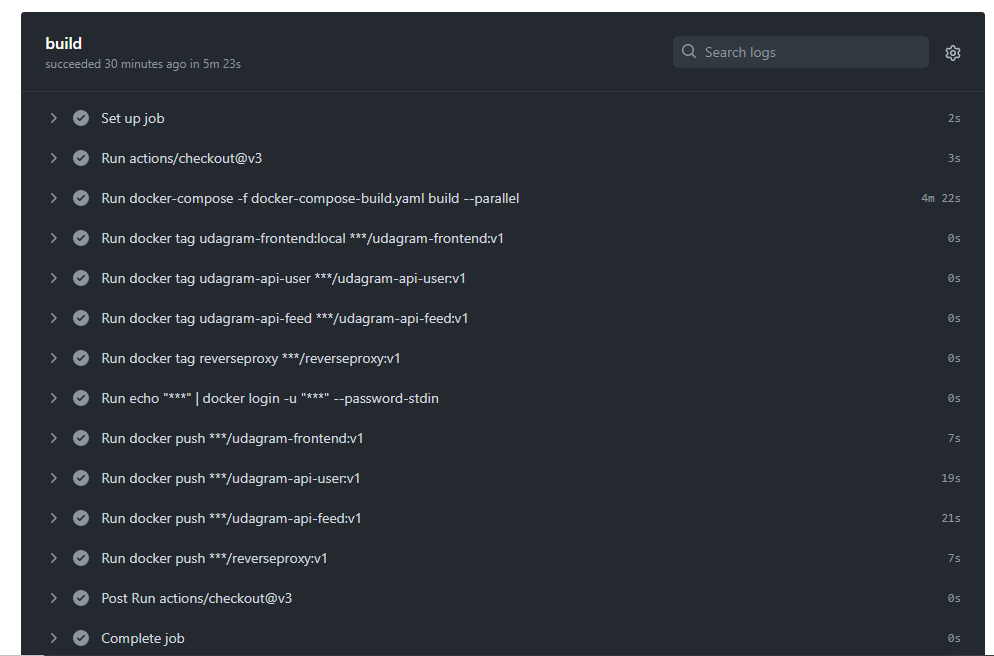 build
succeeded 30 minutes ago in 5m 23s
Search logs
Set up job 2s
Run actions/checkout@v3 3s
Run docker-compose -f docker-compose-build.yaml build --parallel 4m 22s
Run docker tag udagram-frontend:local ***/udagram-frontend:v1 0s
Run docker tag udagram-api-user ***/udagram-api-user:v1 0s
Run docker tag udagram-api-feed ***/udagram-api-feed:v1 0s
Run docker tag reverseproxy ***/reverseproxy:v1 0s
Run echo "***" | docker login -u "***" --password-stdin 0s
Run docker push ***/udagram-frontend:v1 7s
Run docker push ***/udagram-api-user:v1 19s
Run docker push ***/udagram-api-feed:v1 21s
Run docker push ***/reverseproxy:v1 7s
Post Run actions/checkout@v3 0s
Complete job 0s